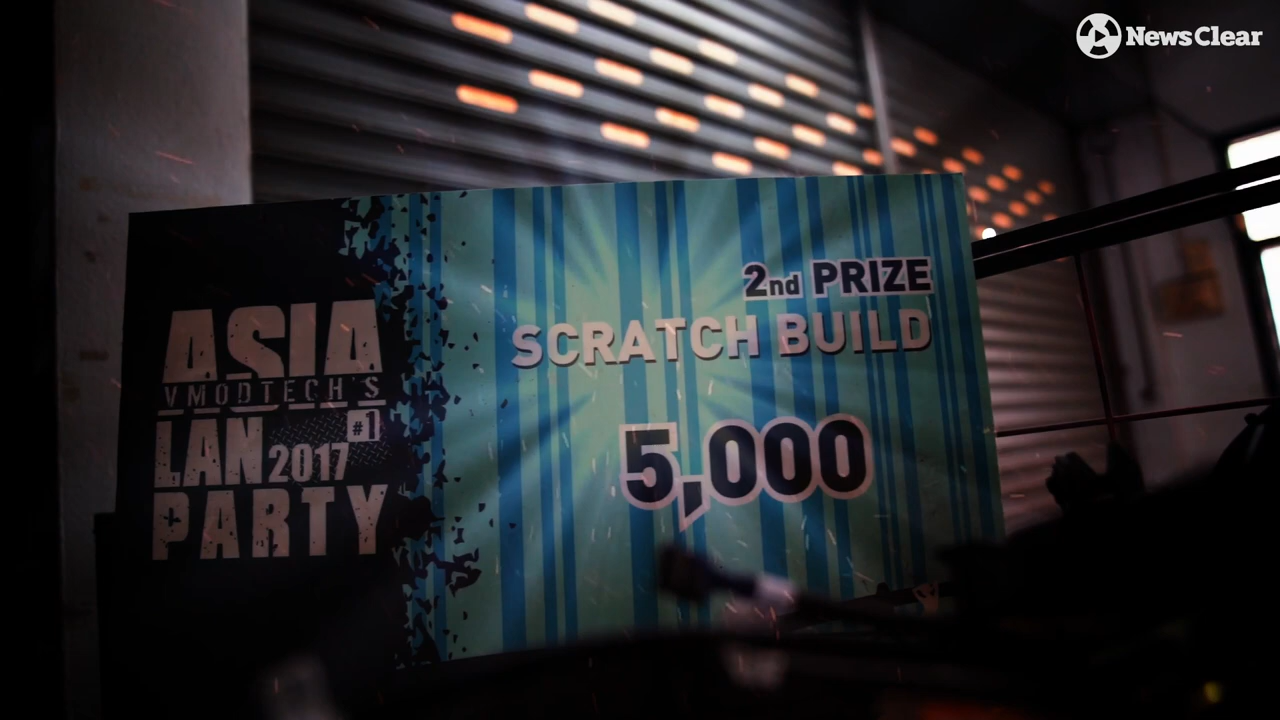 NewsClear
2nd PRIZE
SCRATCH BUILD
5,000
ASIA
VMODTECH'S
#1
LAN 2017
PARTY